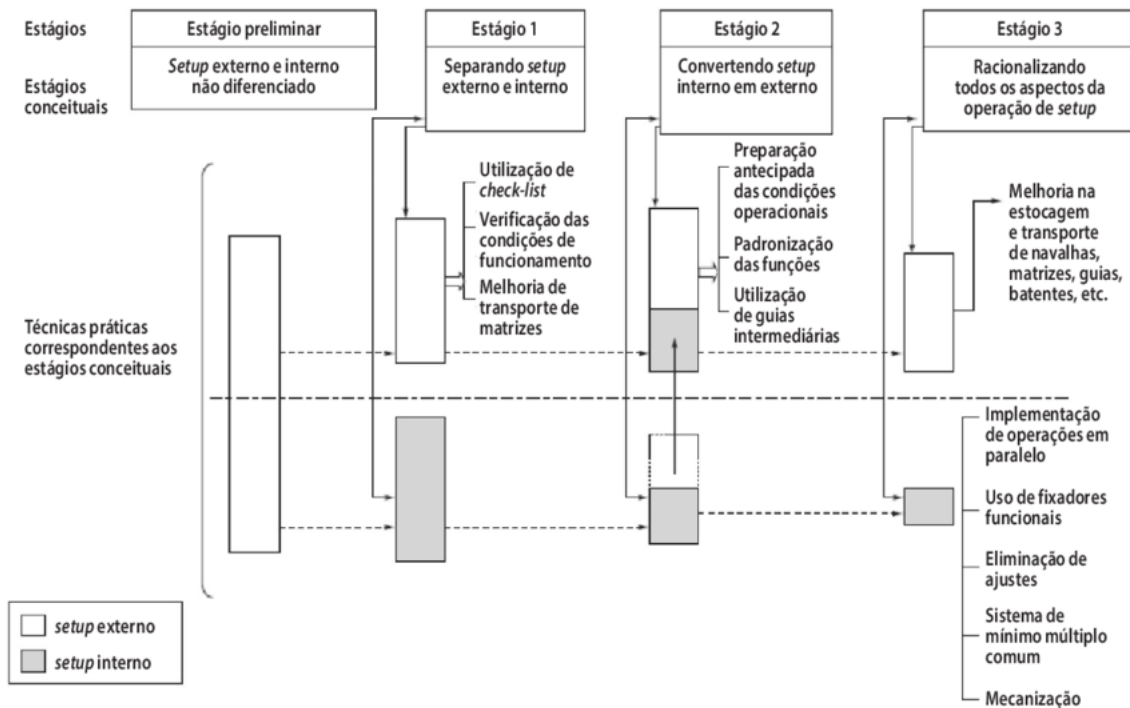 Estágios
Estágio preliminar
Estágio 1
Estágio 2
Estágio 3
Estágios
conceituais
Setup externo e interno
não diferenciado
Separando setup
externo e interno
Convertendo setup
interno em externo
Racionalizando
todos os aspectos da
operação de setup
Técnicas práticas
correspondentes aos
estágios conceituais
Utilização de
check-list
Verificação das
condições de
funcionamento
Melhoria de
transporte de
matrizes
Preparação
antecipada
das condições
operacionais
Padronização
das funções
Utilização
de guias
intermediárias
Melhoria na
estocagem
e transporte
de navalhas,
matrizes, guias,
batentes, etc.
Implementação
de operações em
paralelo
Uso de fixadores
funcionais
Eliminação de
ajustes
Sistema de
mínimo múltiplo
comum
Mecanização
setup externo
setup interno